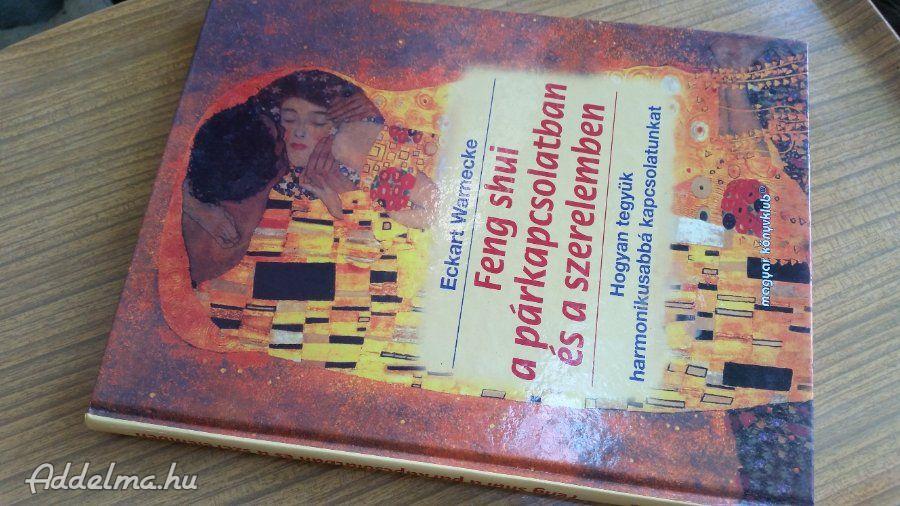 Eckart Warnecke
Feng shui
a párkapcsolatban
és a szerelemben
Hogyan tegyük
harmonikusabbá kapcsolatunkat
magyar könyvklub®
Addelma.hu